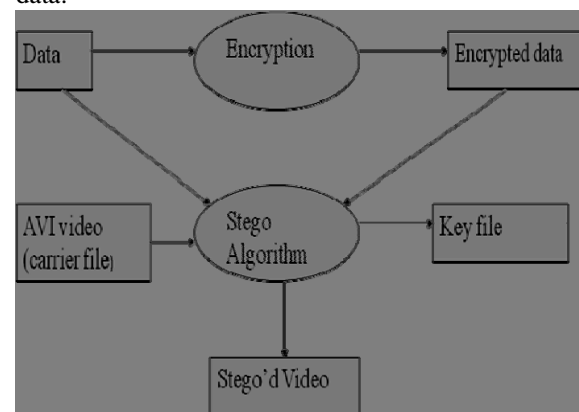 data.
Data
Encryption
Encrypted data
AVI video
(carrier file)
Stego
Algorithm
Key file
Stego'd Video